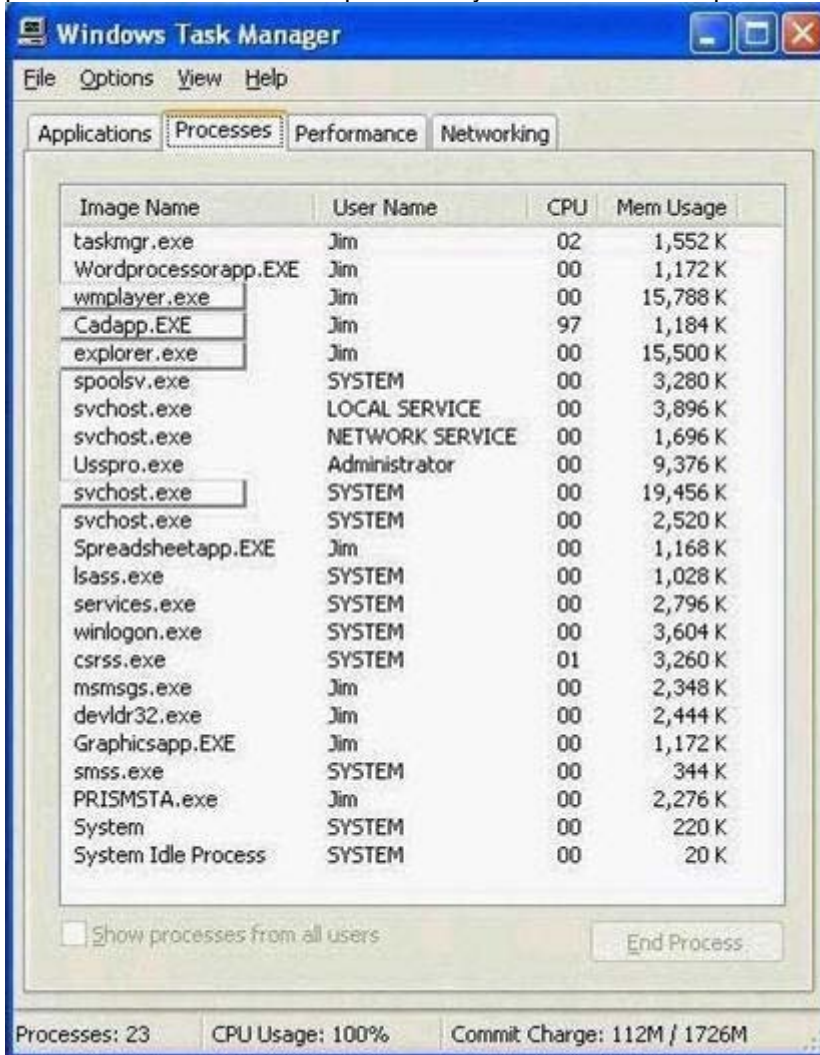 Windows Task Manager
File Options View Help
Applications Processes Performance Networking
Image Name User Name CPU Mem Usage
taskmgr.exe Jim 02 1,552 K
Wordprocessorapp.EXE Jim 00 1,172 K
wmplayer.exe Jim 00 15,788 K
Cadapp.EXE Jim 97 1,184 K
explorer.exe Jim 00 15,500 K
spoolsv.exe SYSTEM 00 3,280 K
svchost.exe LOCAL SERVICE 00 3,896 K
svchost.exe NETWORK SERVICE 00 1,696 K
Usspro.exe Administrator 00 9,376 K
svchost.exe SYSTEM 00 19,456 K
svchost.exe SYSTEM 00 2,520 K
Spreadsheetapp.EXE Jim 00 1,168 K
lsass.exe SYSTEM 00 1,028 K
services.exe SYSTEM 00 2,796 K
winlogon.exe SYSTEM 00 3,604 K
csrss.exe SYSTEM 01 3,260 K
msmsgs.exe Jim 00 2,348 K
devldr32.exe Jim 00 2,444 K
Graphicsapp.EXE Jim 00 1,172 K
smss.exe SYSTEM 00 344 K
PRISMSTA.exe Jim 00 2,276 K
System SYSTEM 00 220 K
System Idle Process SYSTEM 00 20 K
Show processes from all users End Process
Processes: 23 CPU Usage: 100% Commit Charge: 112M / 1726M